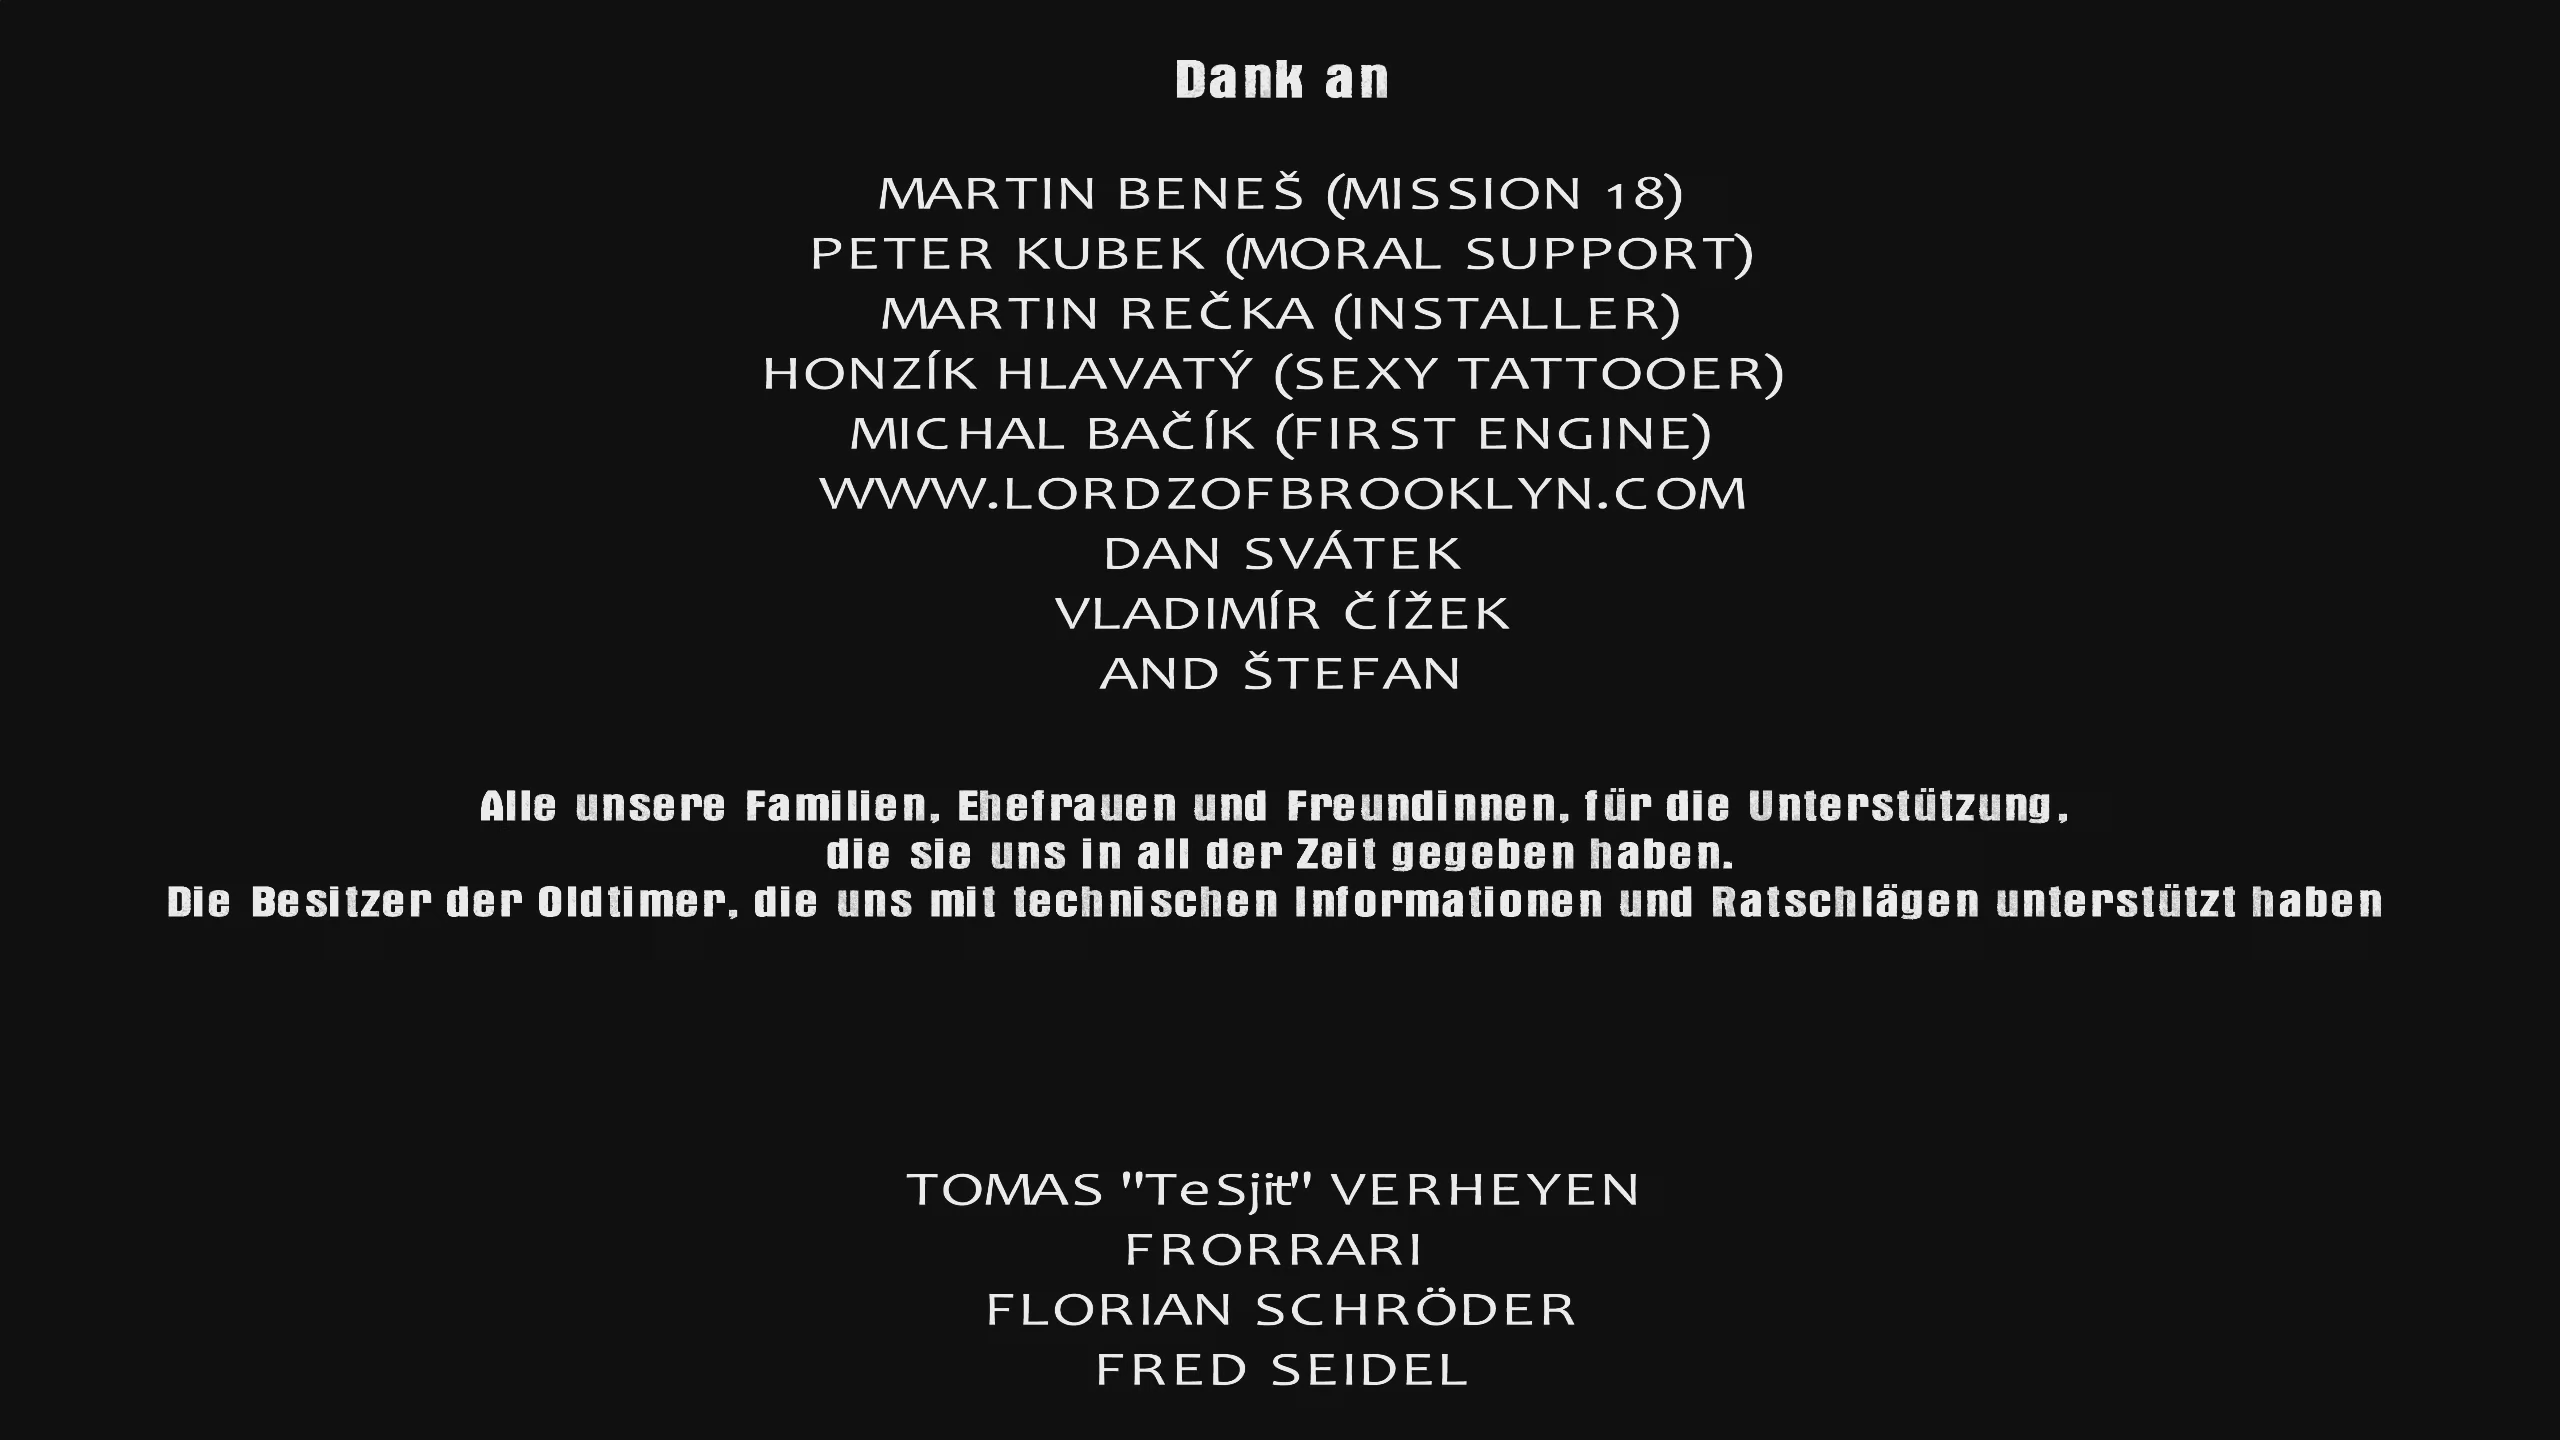 Dank an
MARTIN BENEŠ (MISSION 18)
PETER KUBEK (MORAL SUPPORT)
MARTIN REČKA (INSTALLER)
HONZÍK HLAVATÝ (SEXY TATTOOER)
MICHAL BAČÍK (FIRST ENGINE)
WWW.LORDZOFBROOKLYN.COM
DAN SVÁTEK
VLADIMÍR ČÍŽEK
AND ŠTEFAN
Alle unsere Familien, Ehefrauen und Freundinnen, für die Unterstützung,
die sie uns in all der Zeit gegeben haben.
Die Besitzer der Oldtimer, die uns mit technischen Informationen und Ratschlägen unterstützt haben
TOMAS "TeSjit" VERHEYEN
FRORRARI
FLORIAN SCHRÖDER
FRED SEIDEL